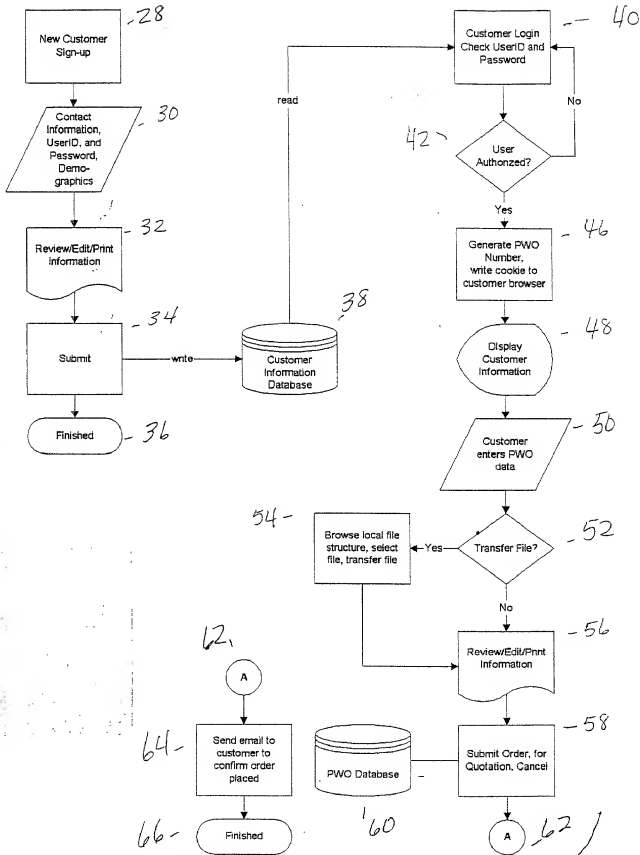 New Customer
Sign-up
28
Contact
Information,
UserID, and
Password,
Demo-
graphics
30
Review/Edit/Print
Information
32
Submit
34
write
Customer
Information
Database
38
Finished
36
read
Customer Login
Check UserID and
Password
40
No
User
Authorized?
42
Yes
Generate PWO
Number,
write cookie to
customer browser
46
Display
Customer
Information
48
Customer
enters PWO
data
50
Transfer File?
52
Yes
Browse local file
structure, select
file, transfer file
54
No
Review/Edit/Print
Information
56
Submit Order, for
Quotation, Cancel
58
PWO Database
60
A
62
62
A
Send email to
customer to
confirm order
placed
64
Finished
66